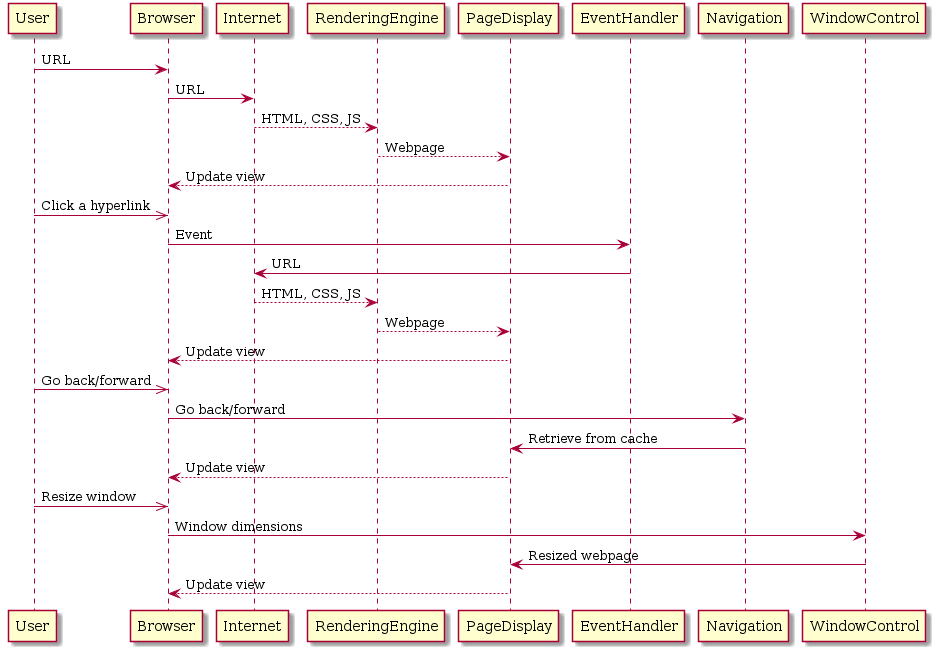 User Browser Internet RenderingEngine PageDisplay EventHandler Navigation WindowControl
URL
URL
HTML, CSS, JS
Webpage
Update view
Click a hyperlink
Event
URL
HTML, CSS, JS
Webpage
Update view
Go back/forward
Go back/forward
Retrieve from cache
Update view
Resize window
Window dimensions
Resized webpage
Update view
User Browser Internet RenderingEngine PageDisplay EventHandler Navigation WindowControl